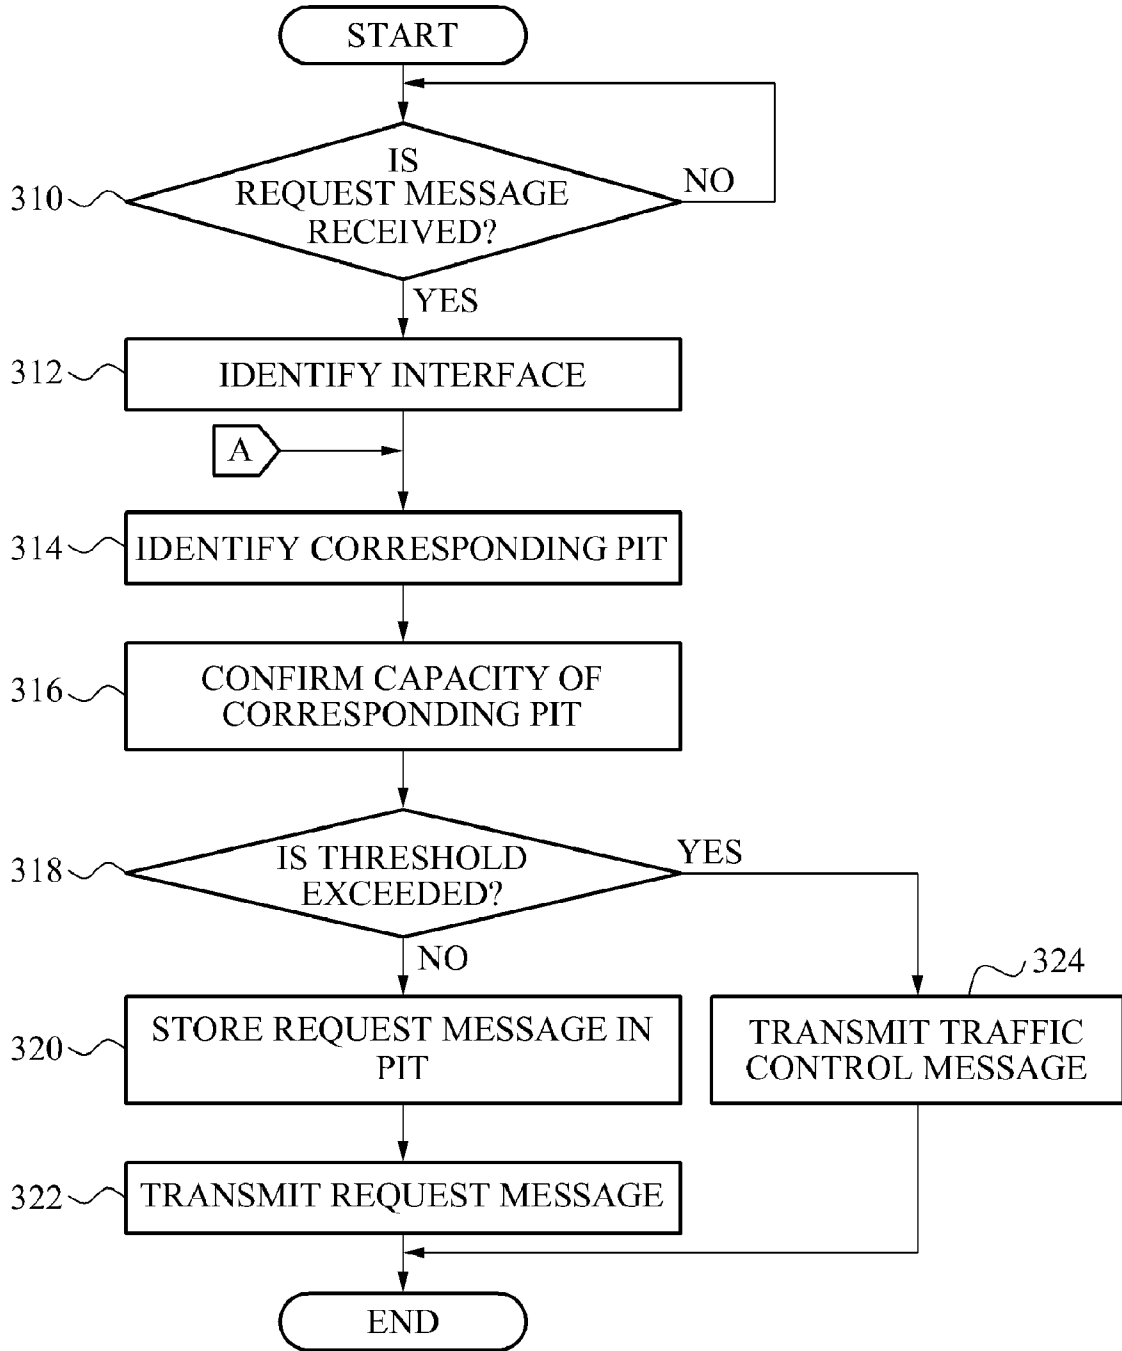 START
310
IS
REQUEST MESSAGE
RECEIVED?
NO
YES
312
IDENTIFY INTERFACE
A
314
IDENTIFY CORRESPONDING PIT
316
CONFIRM CAPACITY OF
CORRESPONDING PIT
318
IS THRESHOLD
EXCEEDED?
YES
NO
324
320
STORE REQUEST MESSAGE IN
PIT
TRANSMIT TRAFFIC
CONTROL MESSAGE
322
TRANSMIT REQUEST MESSAGE
END